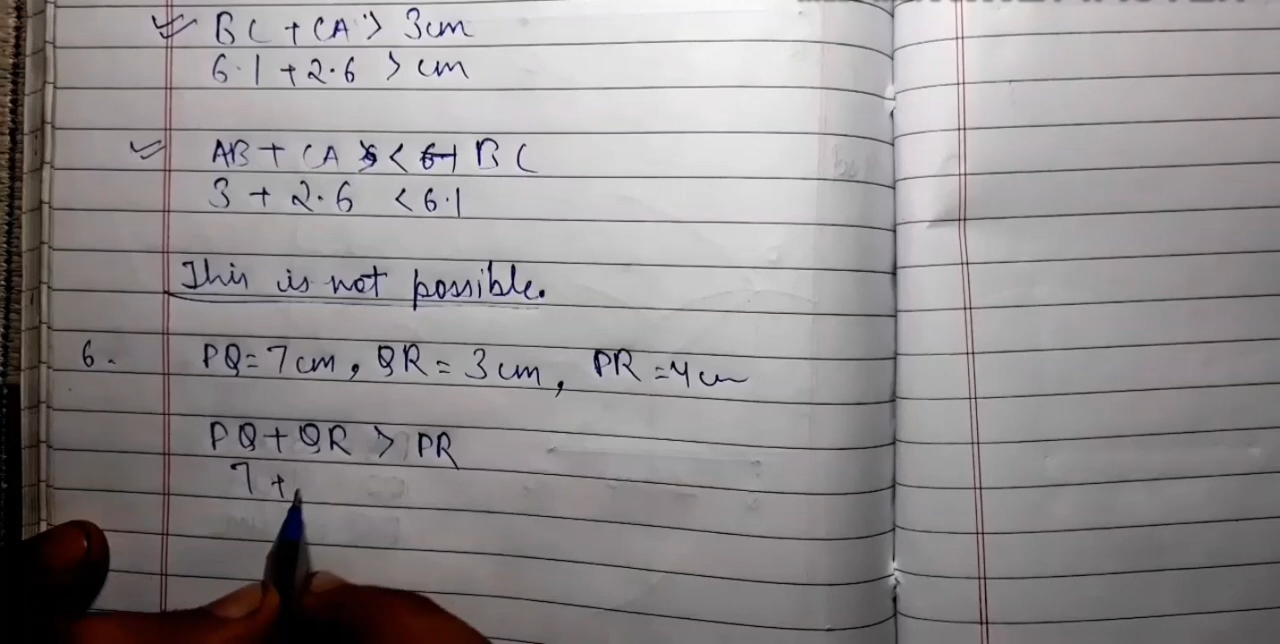 BC + CA > 3cm
6.1 + 2.6 > cm
AB + CA < BC
3 + 2.6 < 6.1
This is not possible.
6. PQ = 7cm, QR = 3cm, PR = 4cm
PQ + QR > PR
7 +